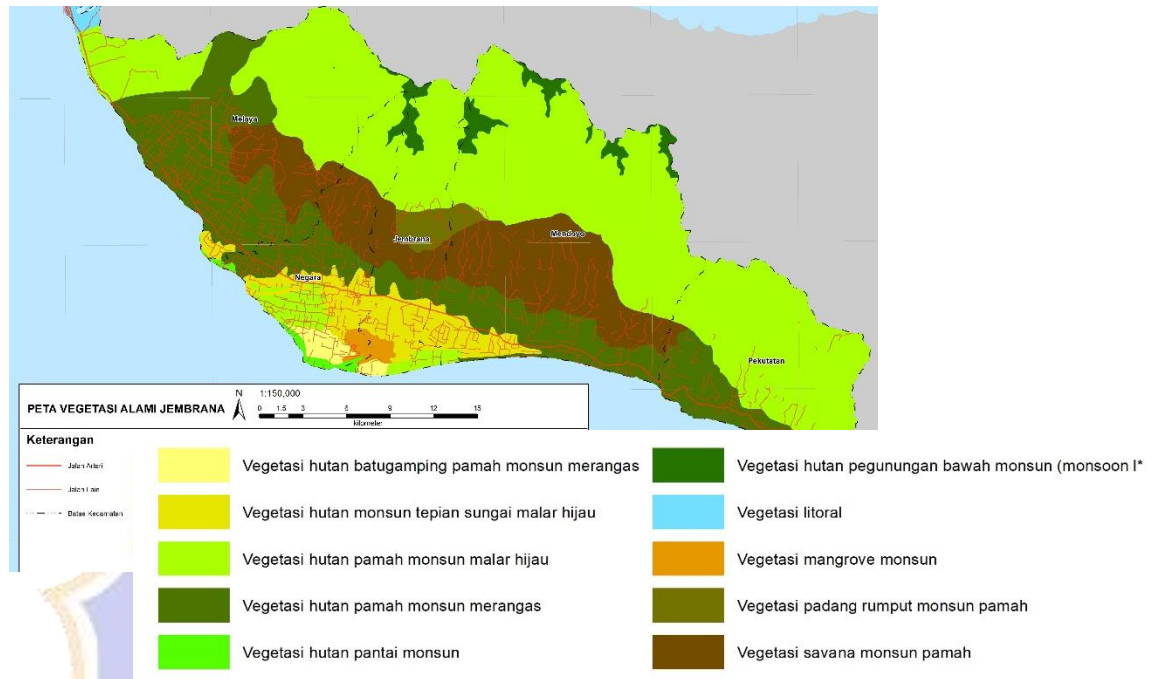 Melaya
Jembrana
Mendoyo
Negara
Pekutatan
PETA VEGETASI ALAMI JEMBRANA
N
1:150,000
0 1.5 3 6 9 12 15
kilometer
Keterangan
Jalan Arteri
Jalan Lain
Batas Kecamatan
Vegetasi hutan batugamping pamah monsun merangas
Vegetasi hutan monsun tepian sungai malar hijau
Vegetasi hutan pamah monsun malar hijau
Vegetasi hutan pamah monsun merangas
Vegetasi hutan pantai monsun
Vegetasi hutan pegunungan bawah monsun (monsoon l*
Vegetasi litoral
Vegetasi mangrove monsun
Vegetasi padang rumput monsun pamah
Vegetasi savana monsun pamah